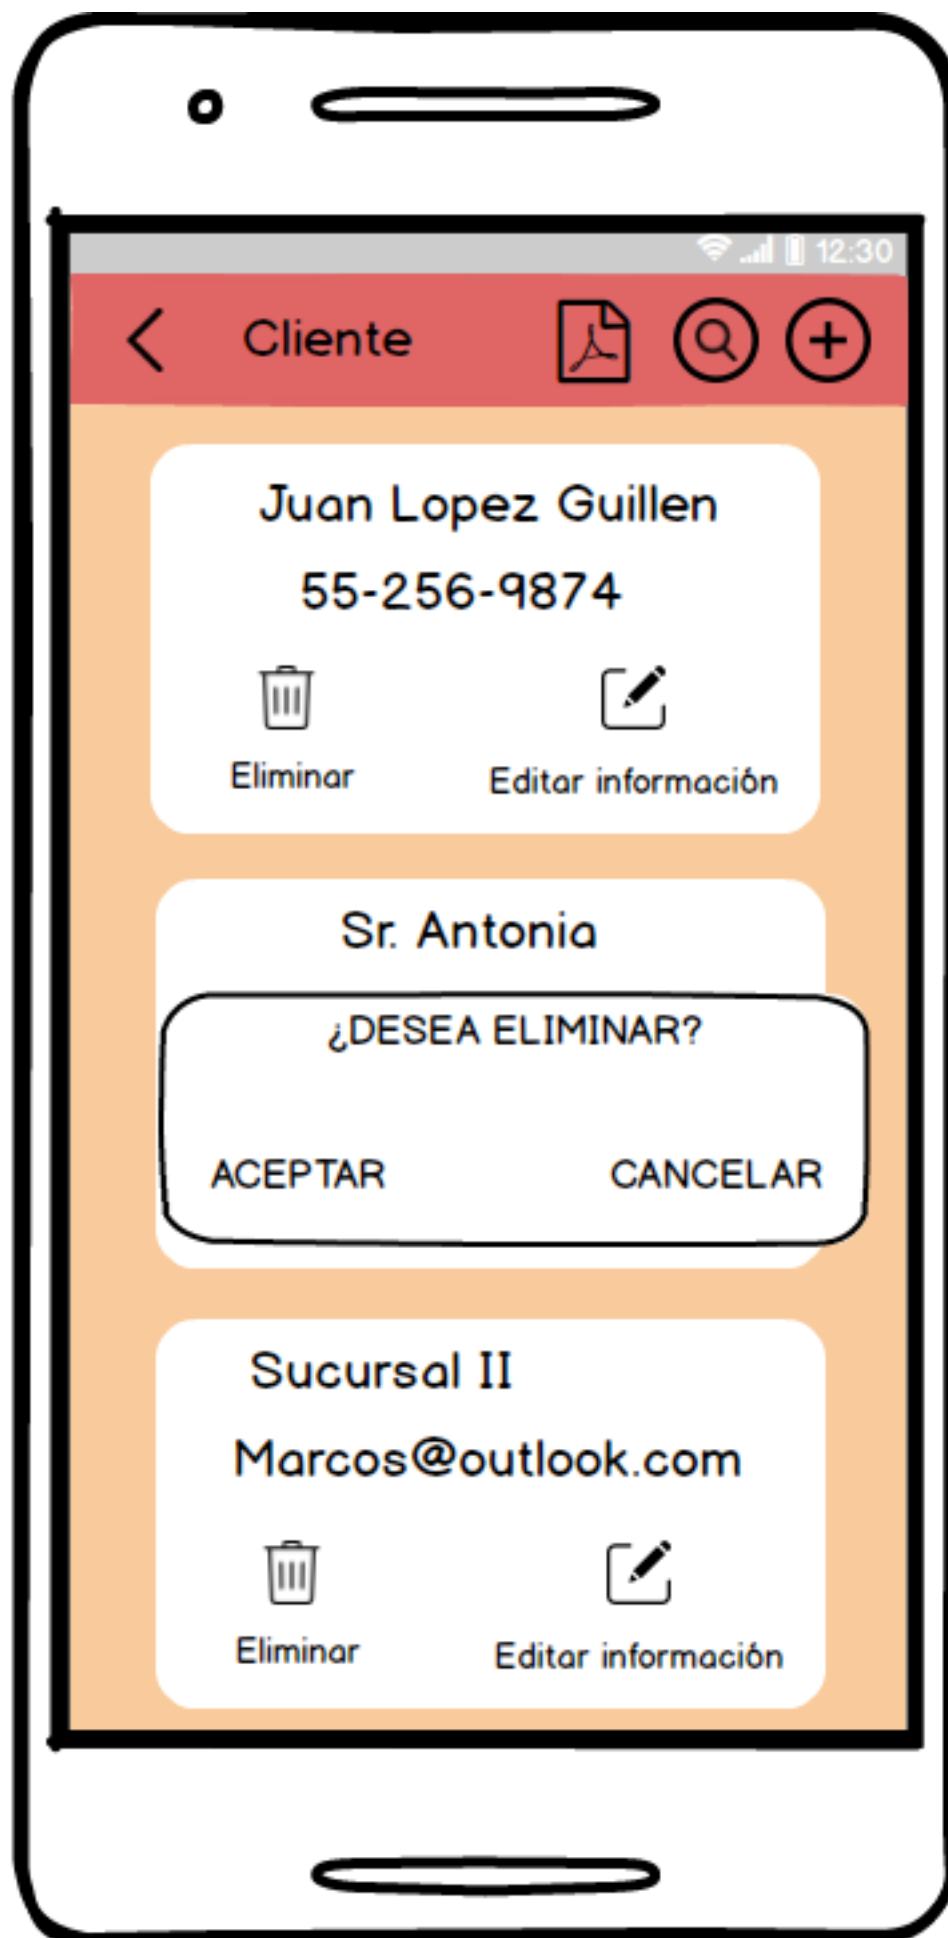 12:30
Cliente
Juan Lopez Guillen
55-256-9874
Eliminar Editar información
Sr. Antonia
¿DESEA ELIMINAR?
ACEPTAR CANCELAR
Sucursal II
Marcos@outlook.com
Eliminar Editar información